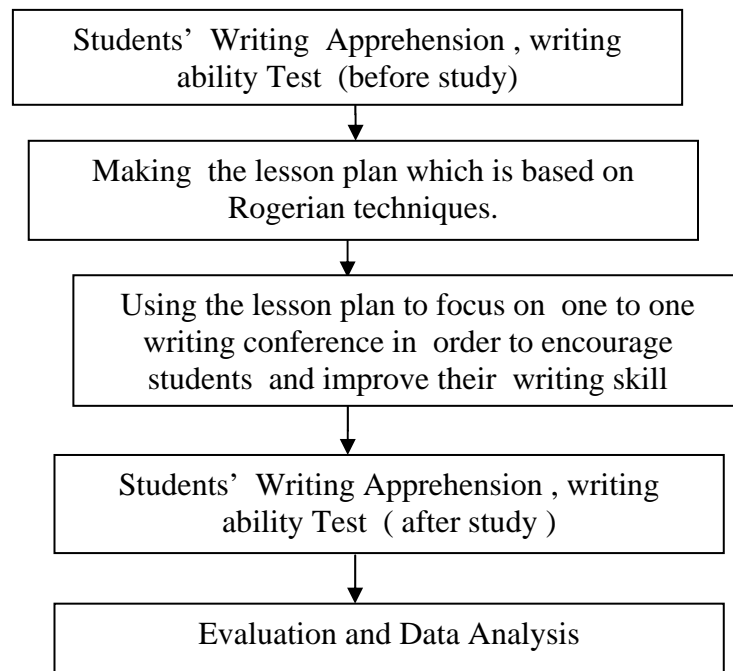 Students’ Writing Apprehension , writing
ability Test (before study)
Making the lesson plan which is based on
Rogerian techniques.
Using the lesson plan to focus on one to one
writing conference in order to encourage
students and improve their writing skill
Students’ Writing Apprehension , writing
ability Test ( after study )
Evaluation and Data Analysis